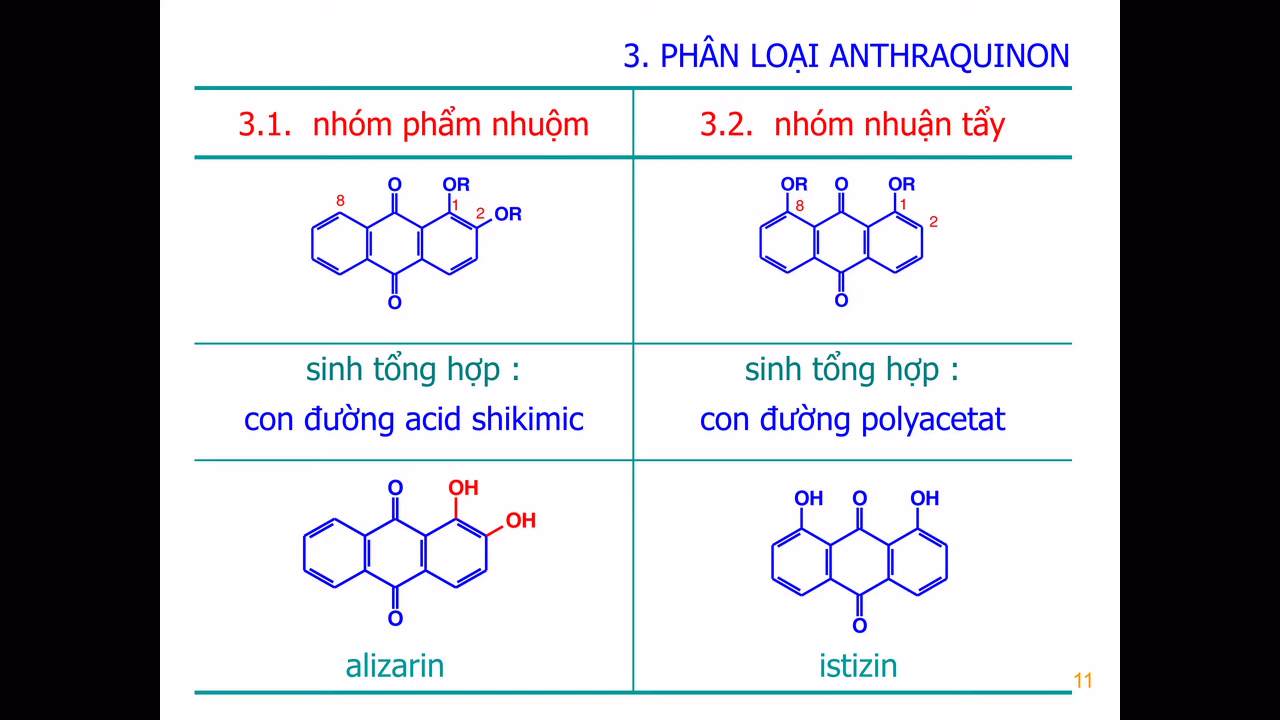 3. PHÂN LOẠI ANTHRAQUINON
3.1. nhóm phẩm nhuộm
3.2. nhóm nhuận tẩy
O OR
8 1 2 OR
O
OR O OR
8 1 2
O
sinh tổng hợp :
con đường acid shikimic
sinh tổng hợp :
con đường polyacetat
O OH
OH
O
alizarin
OH O OH
O
istizin
11